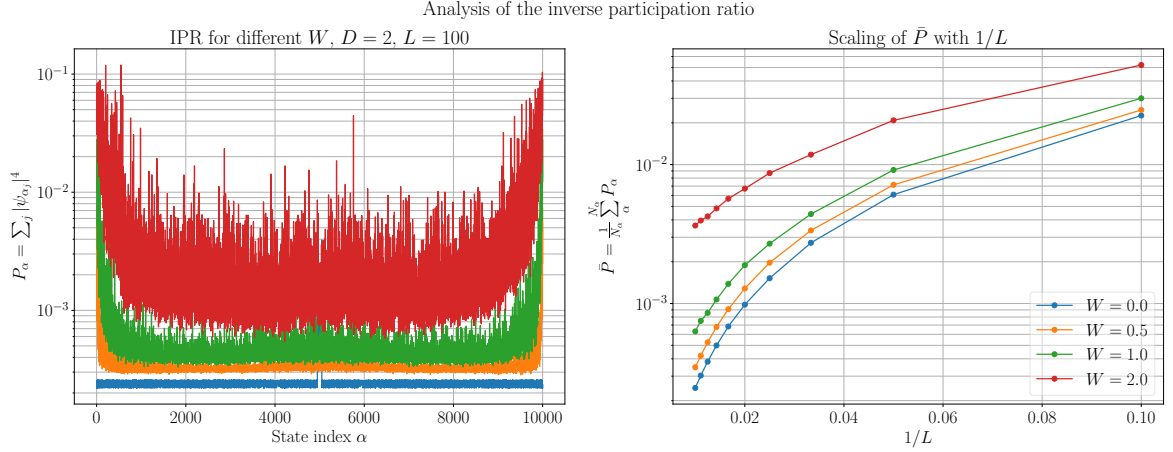 Analysis of the inverse participation ratio
IPR for different W, D = 2, L = 100
10⁻¹
10⁻²
10⁻³
P_α = ∑_j |ψ_{α,j}|⁴
0 2000 4000 6000 8000 10000
State index α
Scaling of P̄ with 1/L
10⁻²
10⁻³
P̄ = 1/N_α ∑_α^{N_α} P_α
W = 0.0
W = 0.5
W = 1.0
W = 2.0
0.02 0.04 0.06 0.08 0.10
1/L